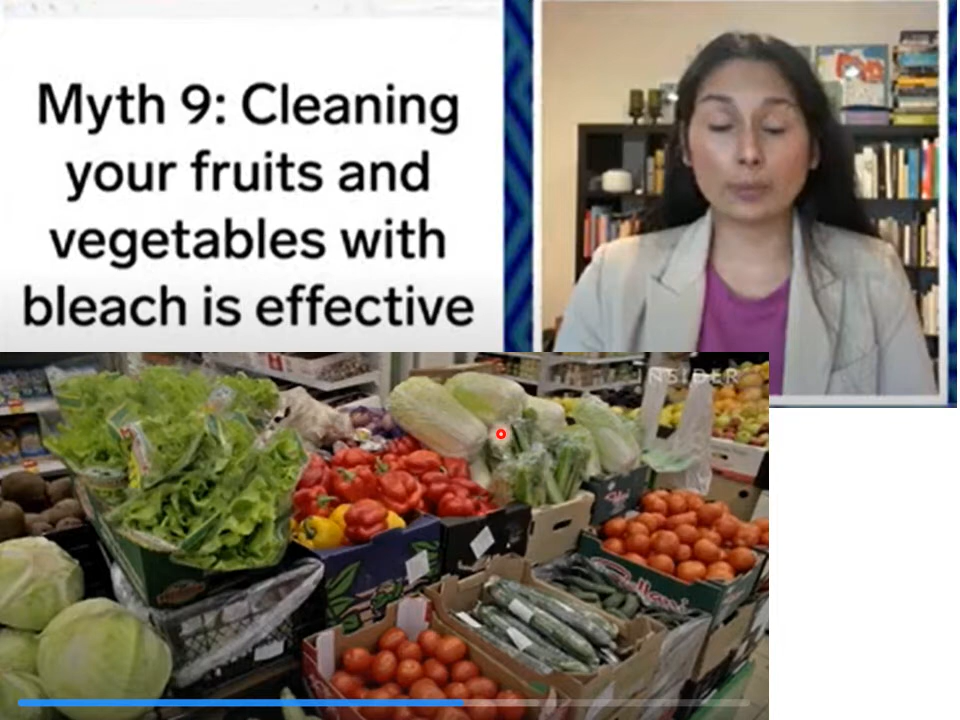 Myth 9: Cleaning
your fruits and
vegetables with
bleach is effective
INSIDER